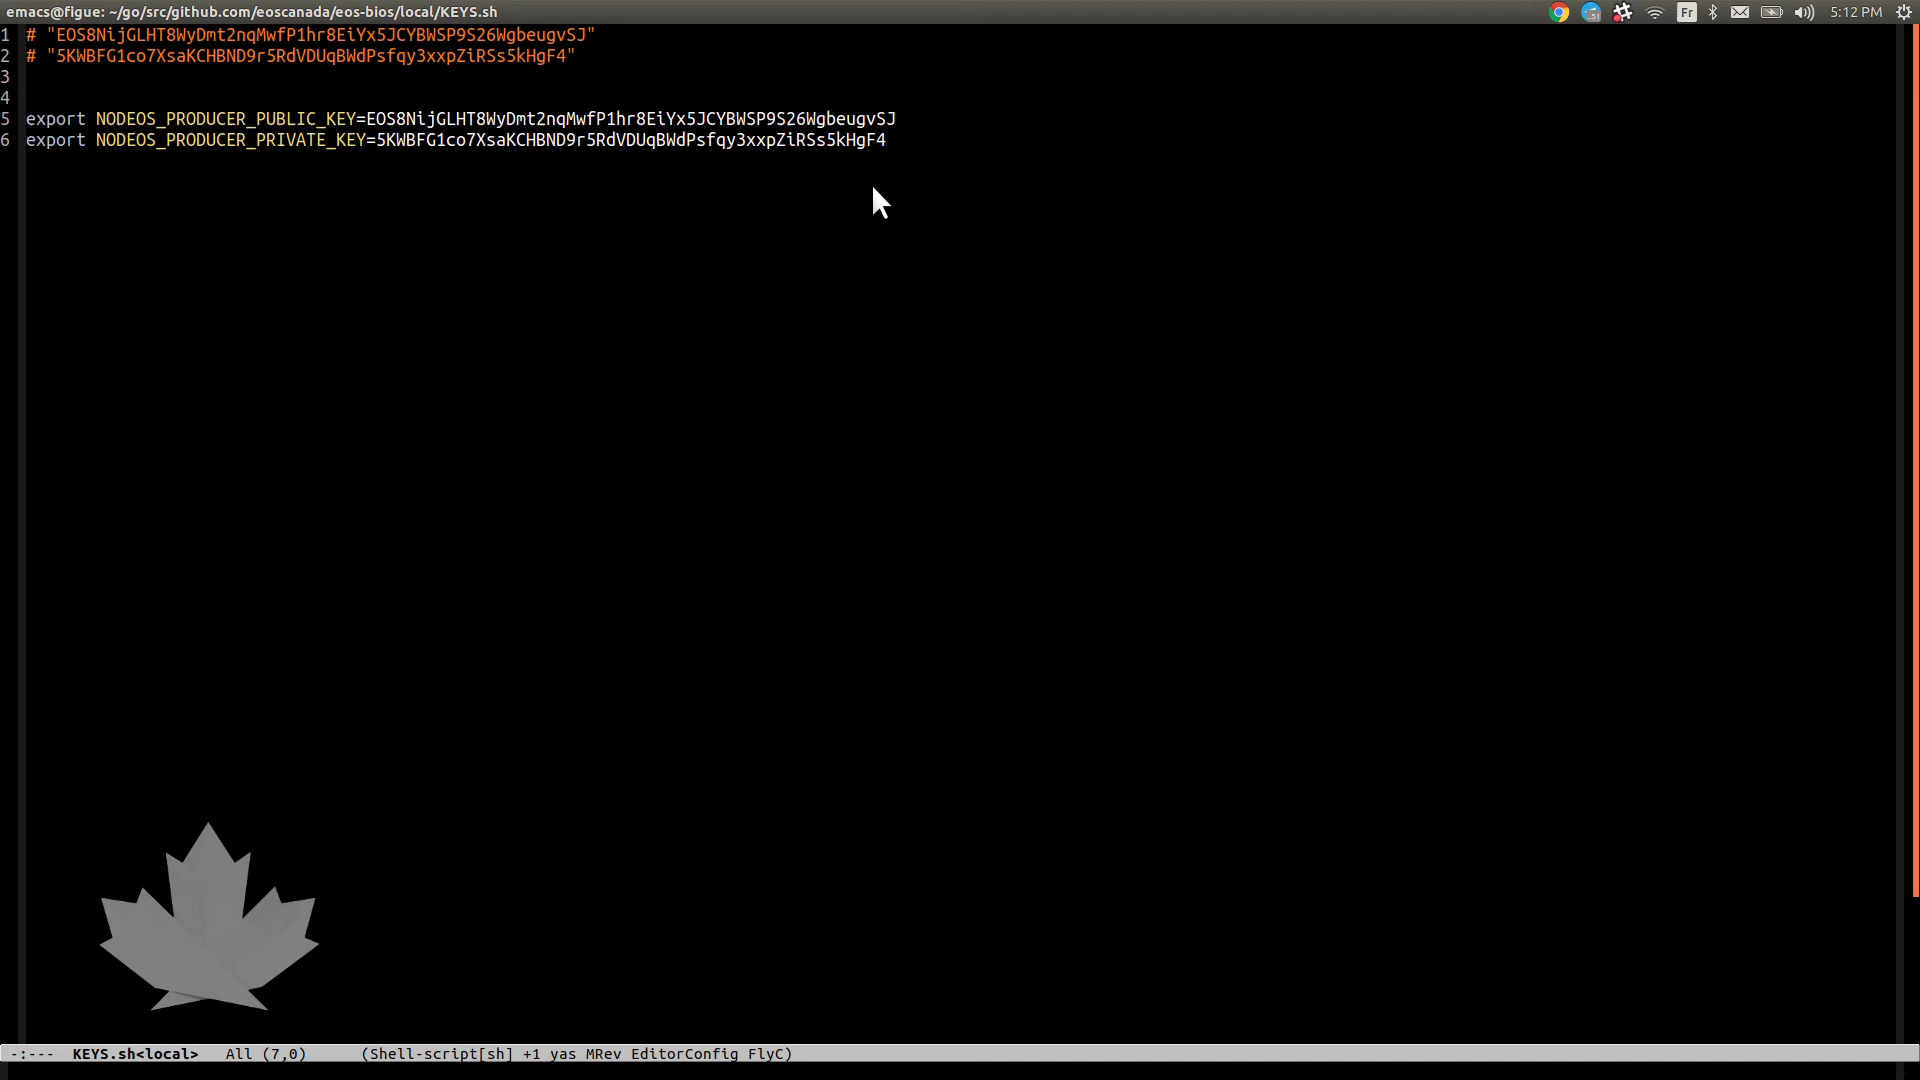 emacs@figue: ~/go/src/github.com/eoscanada/eos-bios/local/KEYS.sh
Fr
5:12 PM
1 # "EOS8NijGLHT8WyDmt2nqMwfP1hr8EiYx5JCYBWSP9S26WgbeugvSJ"
2 # "5KWBFG1co7XsaKCHBND9r5RdVDUqBWdPsfqy3xxpZiRSs5kHgF4"
3
4
5 export NODEOS_PRODUCER_PUBLIC_KEY=EOS8NijGLHT8WyDmt2nqMwfP1hr8EiYx5JCYBWSP9S26WgbeugvSJ
6 export NODEOS_PRODUCER_PRIVATE_KEY=5KWBFG1co7XsaKCHBND9r5RdVDUqBWdPsfqy3xxpZiRSs5kHgF4
-:--- KEYS.sh<local> All (7,0) (Shell-script[sh] +1 yas MRev EditorConfig FlyC)